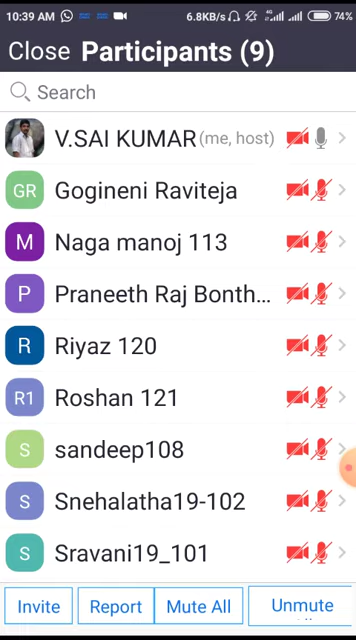 10:39 AM 6.8KB/s 4G 74%
Close Participants (9)
Search
V.SAI KUMAR (me, host)
GR Gogineni Raviteja
M Naga manoj 113
P Praneeth Raj Bonth...
R Riyaz 120
R1 Roshan 121
S sandeep108
S Snehalatha19-102
S Sravani19_101
Invite Report Mute All Unmute